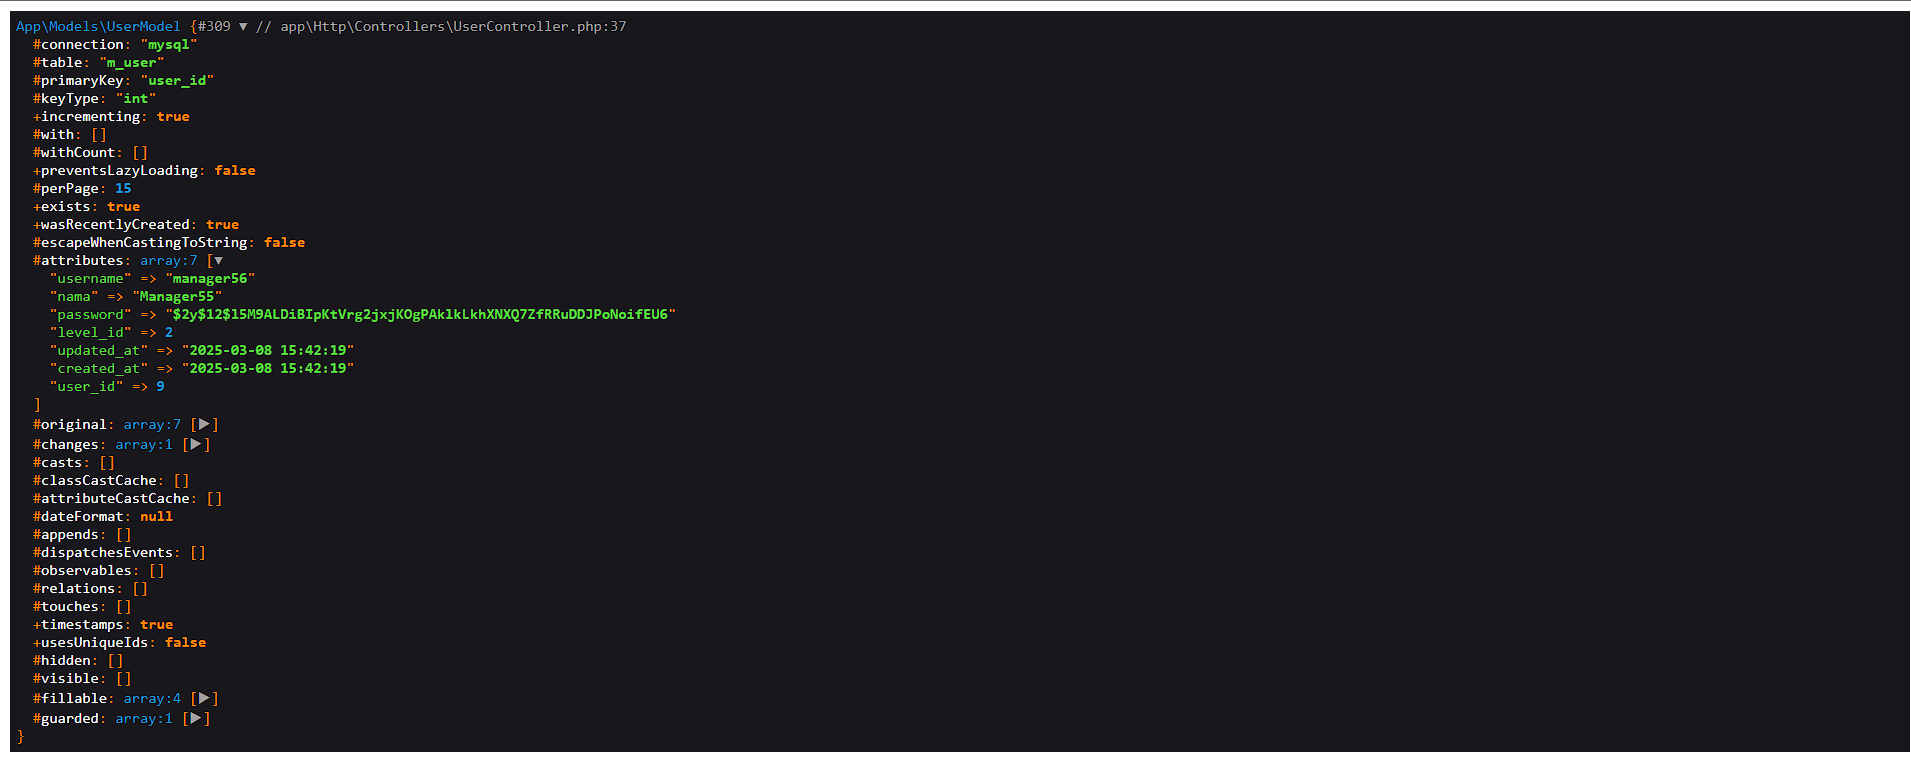 App\Models\UserModel {#309 ▼ // app\Http\Controllers\UserController.php:37
  #connection: "mysql"
  #table: "m_user"
  #primaryKey: "user_id"
  #keyType: "int"
  +incrementing: true
  #with: []
  #withCount: []
  +preventsLazyLoading: false
  #perPage: 15
  +exists: true
  +wasRecentlyCreated: true
  #escapeWhenCastingToString: false
  #attributes: array:7 [▼
    "username" => "manager56"
    "nama" => "Manager55"
    "password" => "$2y$12$l5M9ALDiBIpKtVrg2jxjKOgPAklkLkhXNXQ7ZfRRuDDJPoNoifEU6"
    "level_id" => 2
    "updated_at" => "2025-03-08 15:42:19"
    "created_at" => "2025-03-08 15:42:19"
    "user_id" => 9
  ]
  #original: array:7 [▶]
  #changes: array:1 [▶]
  #casts: []
  #classCastCache: []
  #attributeCastCache: []
  #dateFormat: null
  #appends: []
  #dispatchesEvents: []
  #observables: []
  #relations: []
  #touches: []
  +timestamps: true
  +usesUniqueIds: false
  #hidden: []
  #visible: []
  #fillable: array:4 [▶]
  #guarded: array:1 [▶]
}